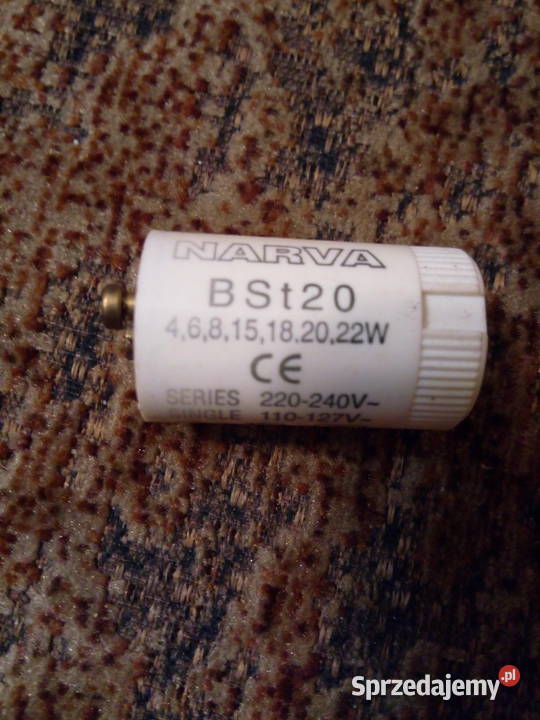 NARVA
BSt20
4,6,8,15,18.20,22W
CE
SERIES 220-240V~
SINGLE 110-127V~
Sprzedajemy.pl